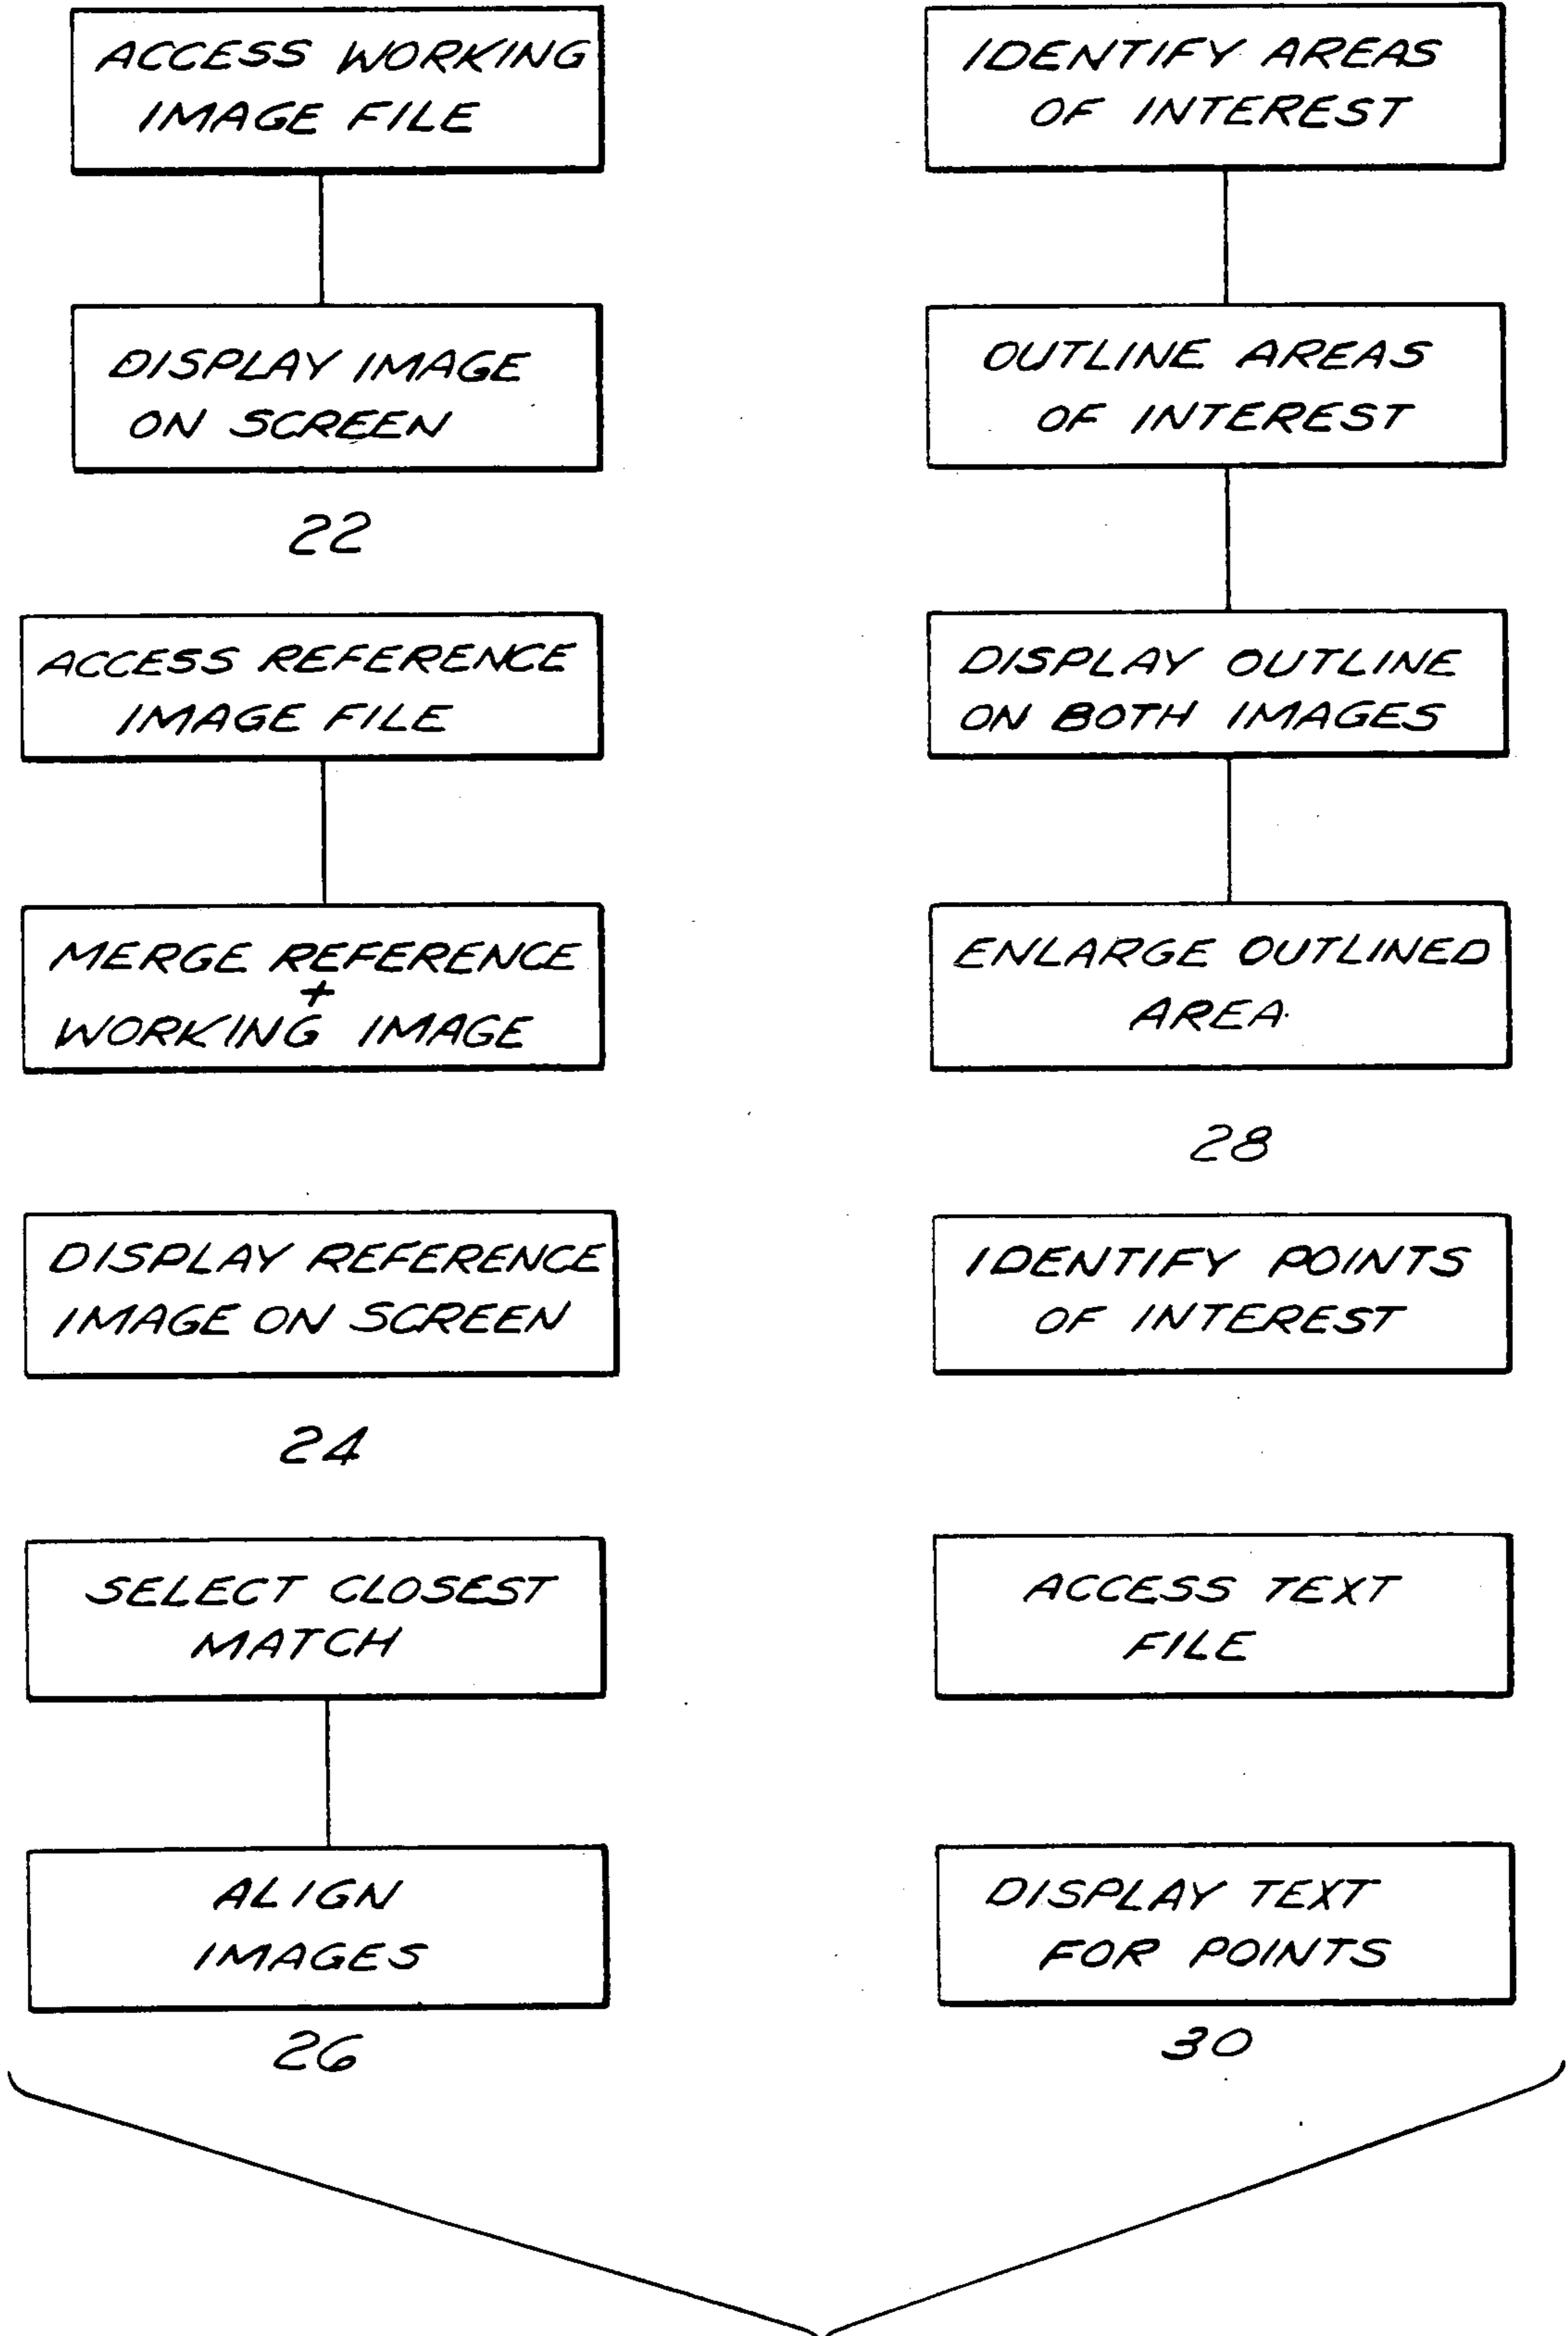 ACCESS WORKING
IMAGE FILE
DISPLAY IMAGE
ON SCREEN
22
ACCESS REFERENCE
IMAGE FILE
MERGE REFERENCE
+
WORKING IMAGE
DISPLAY REFERENCE
IMAGE ON SCREEN
24
SELECT CLOSEST
MATCH
ALIGN
IMAGES
26
IDENTIFY AREAS
OF INTEREST
OUTLINE AREAS
OF INTEREST
DISPLAY OUTLINE
ON BOTH IMAGES
ENLARGE OUTLINED
AREA
28
IDENTIFY POINTS
OF INTEREST
ACCESS TEXT
FILE
DISPLAY TEXT
FOR POINTS
30